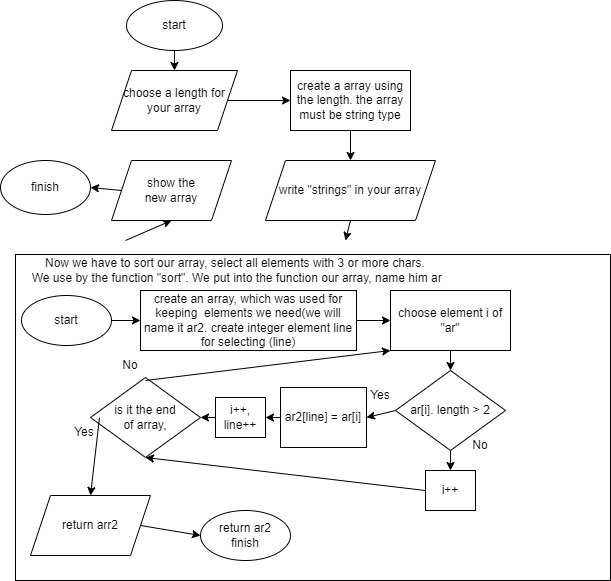 start
choose a length for
your array
create a array using
the length. the array
must be string type
finish
show the
new array
write "strings" in your array
Now we have to sort our array, select all elements with 3 or more chars.
We use by the function "sort". We put into the function our array, name him ar
start
create an array, which was used for
keeping elements we need(we will
name it ar2. create integer element line
for selecting (line)
choose element i of
"ar"
No
is it the end
of array,
Yes
i++,
line++
ar2[line] = ar[i]
Yes
ar[i]. length > 2
No
i++
return arr2
return ar2
finish